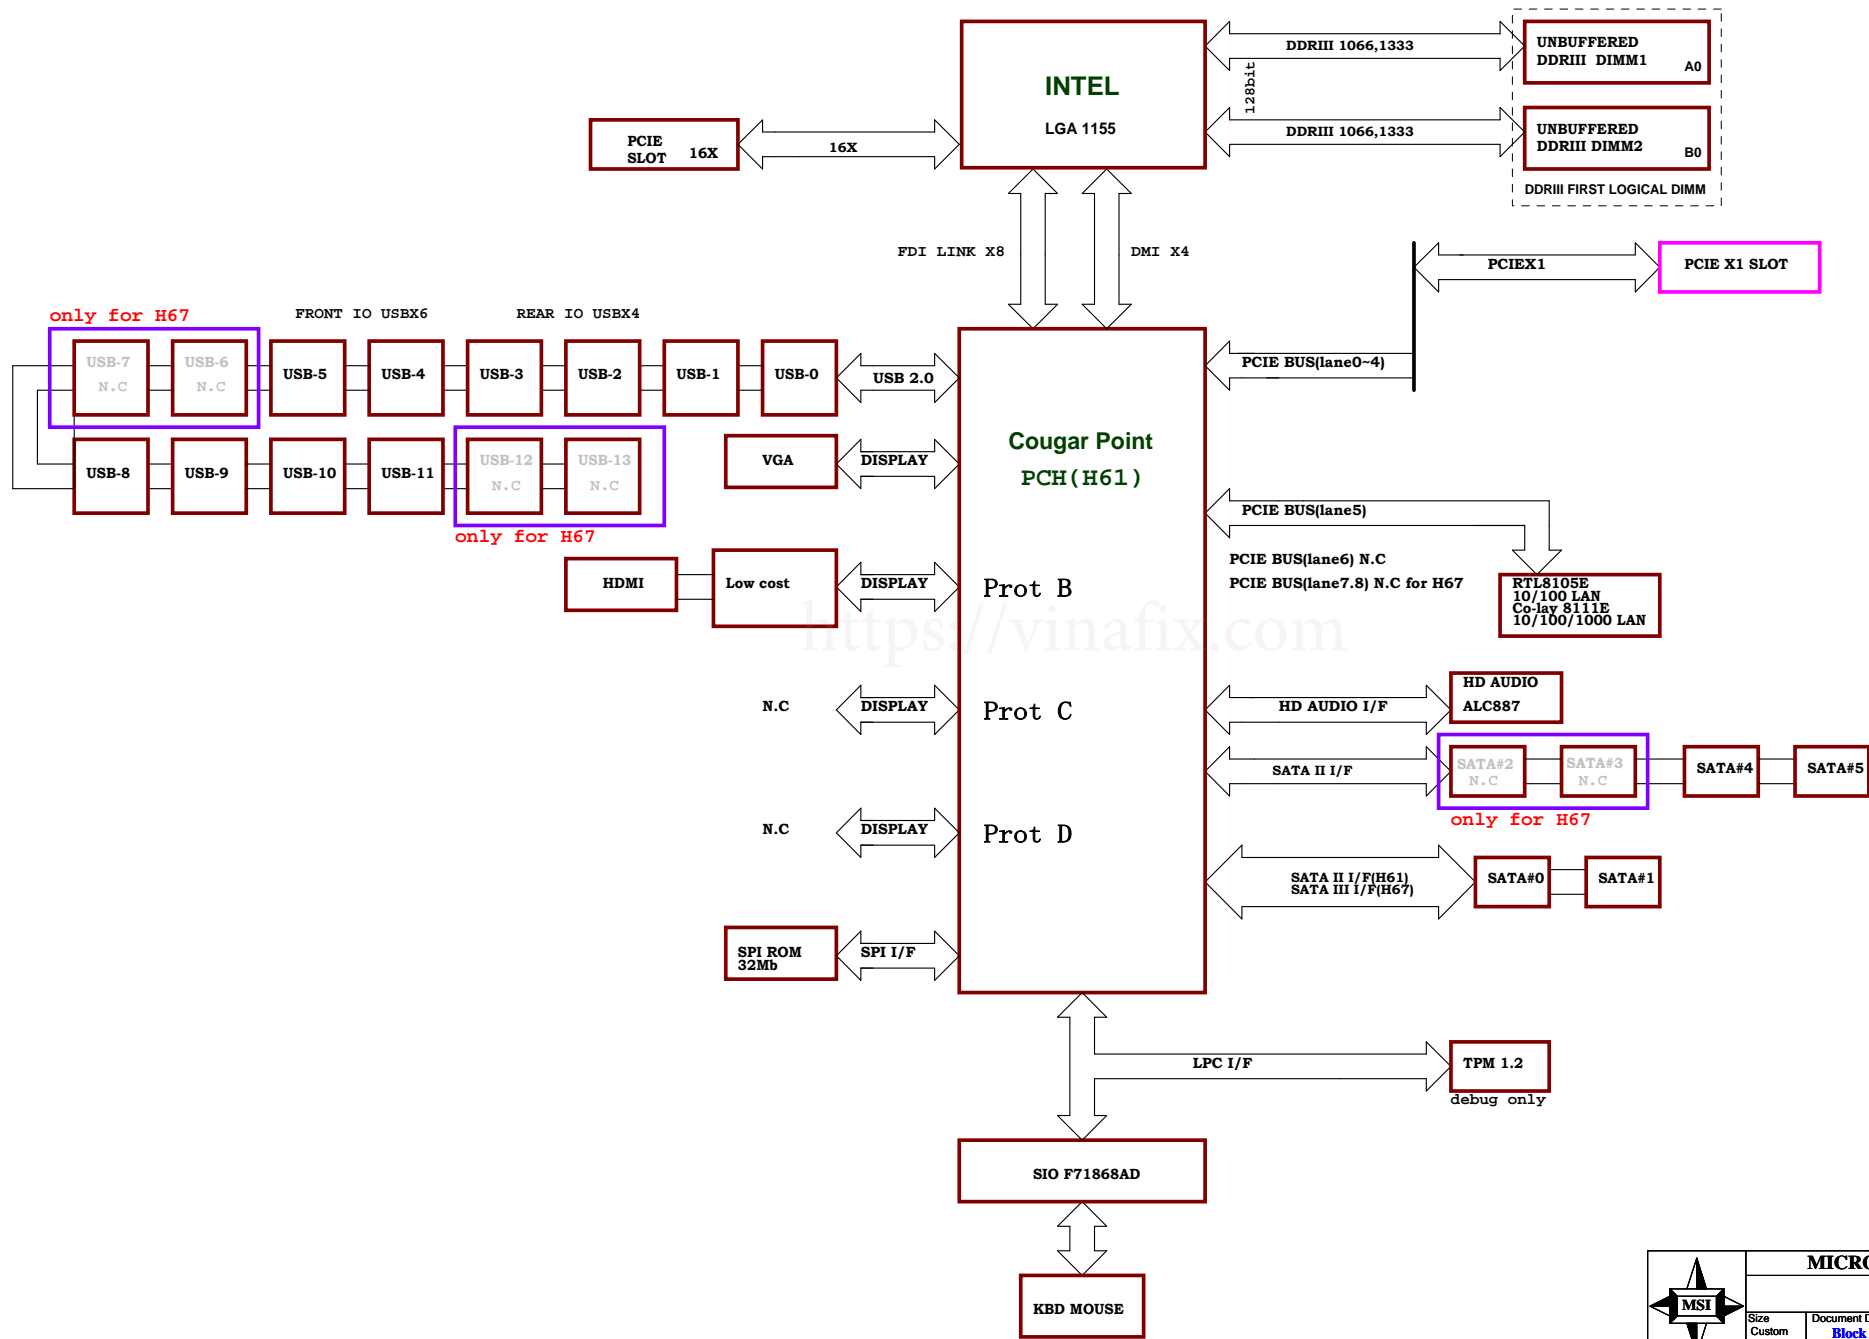 INTEL
LGA 1155
DDRIII 1066,1333
128bit
DDRIII 1066,1333
UNBUFFERED
DDRIII  DIMM1
A0
UNBUFFERED
DDRIII DIMM2
B0
DDRIII FIRST LOGICAL DIMM
PCIE
SLOT 16X
16X
FDI LINK X8
DMI X4
PCIEX1
PCIE X1 SLOT
only for H67
FRONT IO USBX6
REAR IO USBX4
USB-7
N.C
USB-6
N.C
USB-5
USB-4
USB-3
USB-2
USB-1
USB-0
USB 2.0
PCIE BUS(lane0~4)
USB-8
USB-9
USB-10
USB-11
USB-12
N.C
USB-13
N.C
only for H67
VGA
DISPLAY
Cougar Point
PCH(H61)
PCIE BUS(lane5)
PCIE BUS(lane6) N.C
PCIE BUS(lane7.8) N.C for H67
RTL8105E
10/100 LAN
Co-lay 8111E
10/100/1000 LAN
HDMI
Low cost
DISPLAY
Prot B
https://vinafix.com
N.C
DISPLAY
Prot C
HD AUDIO I/F
HD AUDIO
ALC887
SATA II I/F
SATA#2
N.C
SATA#3
N.C
SATA#4
SATA#5
only for H67
N.C
DISPLAY
Prot D
SATA II I/F(H61)
SATA III I/F(H67)
SATA#0
SATA#1
SPI ROM
32Mb
SPI I/F
LPC I/F
TPM 1.2
debug only
SIO F71868AD
KBD MOUSE
MSI
MICRO
Size
Custom
Document D
Block